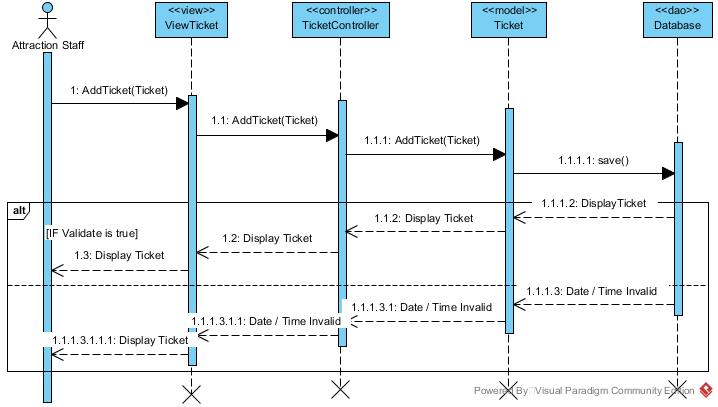 <<view>>
<<controller>>
<<model>>
<<dao>>
ViewTicket
TicketController
Ticket
Database
Attraction Staff
1: AddTicket(Ticket)
1.1: AddTicket(Ticket)
1.1.1: AddTicket(Ticket)
1.1.1.1: save()
alt
1.1.1.2: DisplayTicket
1.1.2: Display Ticket
[IF Validate is true]
1.2: Display Ticket
1.3: Display Ticket
1.1.1.3: Date / Time Invalid
1.1.1.3.1: Date / Time Invalid
1.1.1.3.1.1: Date / Time Invalid
1.1.1.3.1.1.1: Display Ticket
Powered By Visual Paradigm Community Edition